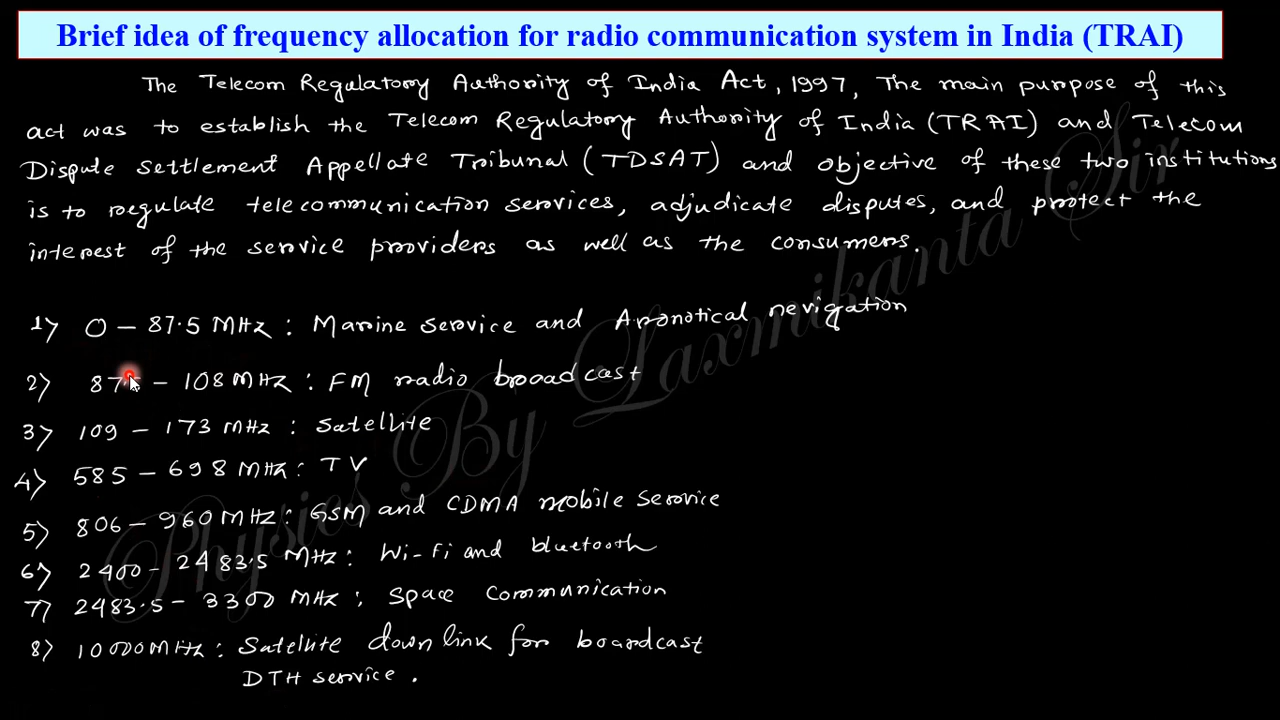 Brief idea of frequency allocation for radio communication system in India (TRAI)
The Telecom Regulatory Authority of India Act, 1997, The main purpose of this
act was to establish the Telecom Regulatory Authority of India (TRAI) and Telecom
Dispute settlement Appellate Tribunal (TDSAT) and objective of these two institutions
is to regulate telecommunication services, adjudicate disputes, and protect the
interest of the service providers as well as the consumers.
1) 0 - 87.5 MHz : Marine service and Aronotical nevigation
2) - 108 MHz : FM radio broadcast
3) 109 - 173 MHz : Satellite
4) 585 - 698 MHz : TV
5) 806 - 960 MHz : GSM and CDMA mobile service
6) 2400 - 2483.5 MHz : Wi-Fi and bluetooth
7) 2483.5 - 3300 MHz : Space Communication
8) 10000 MHz : Satellite down link for boardcast
DTH service .
Physics By Laxmikanta Sir